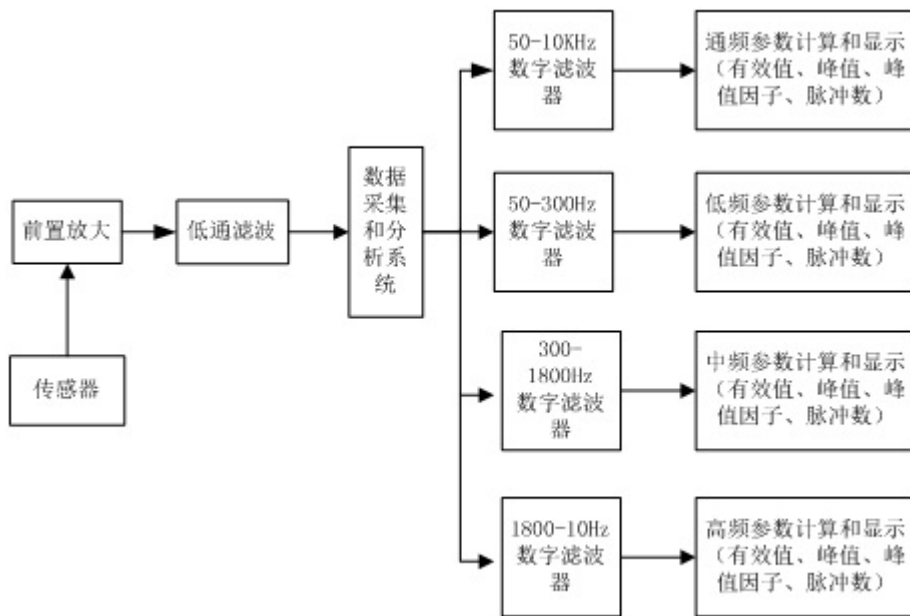 50-10KHz
数字滤波
器
通频参数计算和显示
（有效值、峰值、峰
值因子、脉冲数）
数据
采集
和分
析系
统
50-300Hz
数字滤波
器
低频参数计算和显示
（有效值、峰值、峰
值因子、脉冲数）
前置放大
低通滤波
传感器
300-
1800Hz
数字滤波
器
中频参数计算和显示
（有效值、峰值、峰
值因子、脉冲数）
1800-10Hz
数字滤波
器
高频参数计算和显示
（有效值、峰值、峰
值因子、脉冲数）